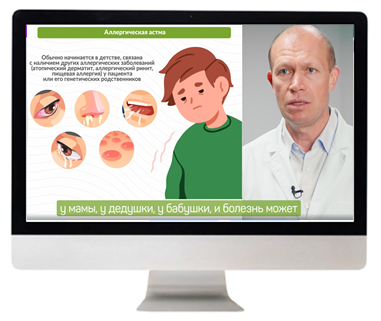 Аллергическая астма
Обычно начинается в детстве, связана
с наличием других аллергических заболеваний
(атопический дерматит, аллергический ринит,
пищевая аллергия) у пациента
или его генетических родственников
у мамы, у дедушки, у бабушки, и болезнь может